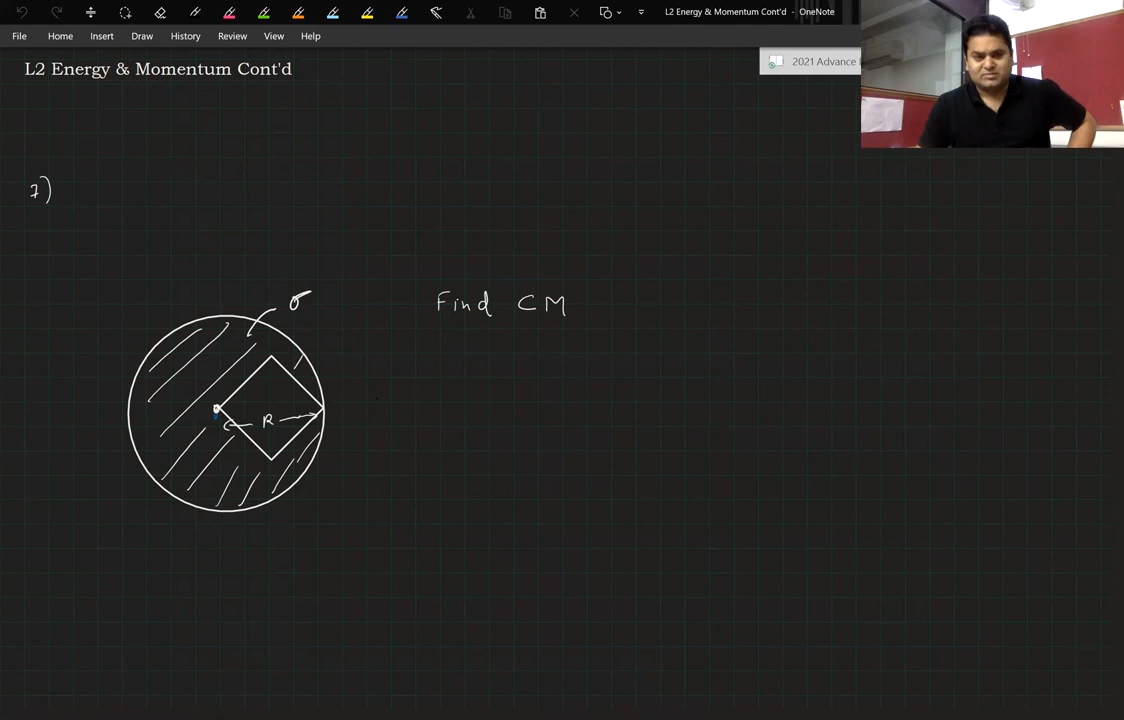 L2 Energy & Momentum Cont'd - OneNote
File Home Insert Draw History Review View Help
L2 Energy & Momentum Cont'd
2021 Advance
7)
σ
Find CM
R